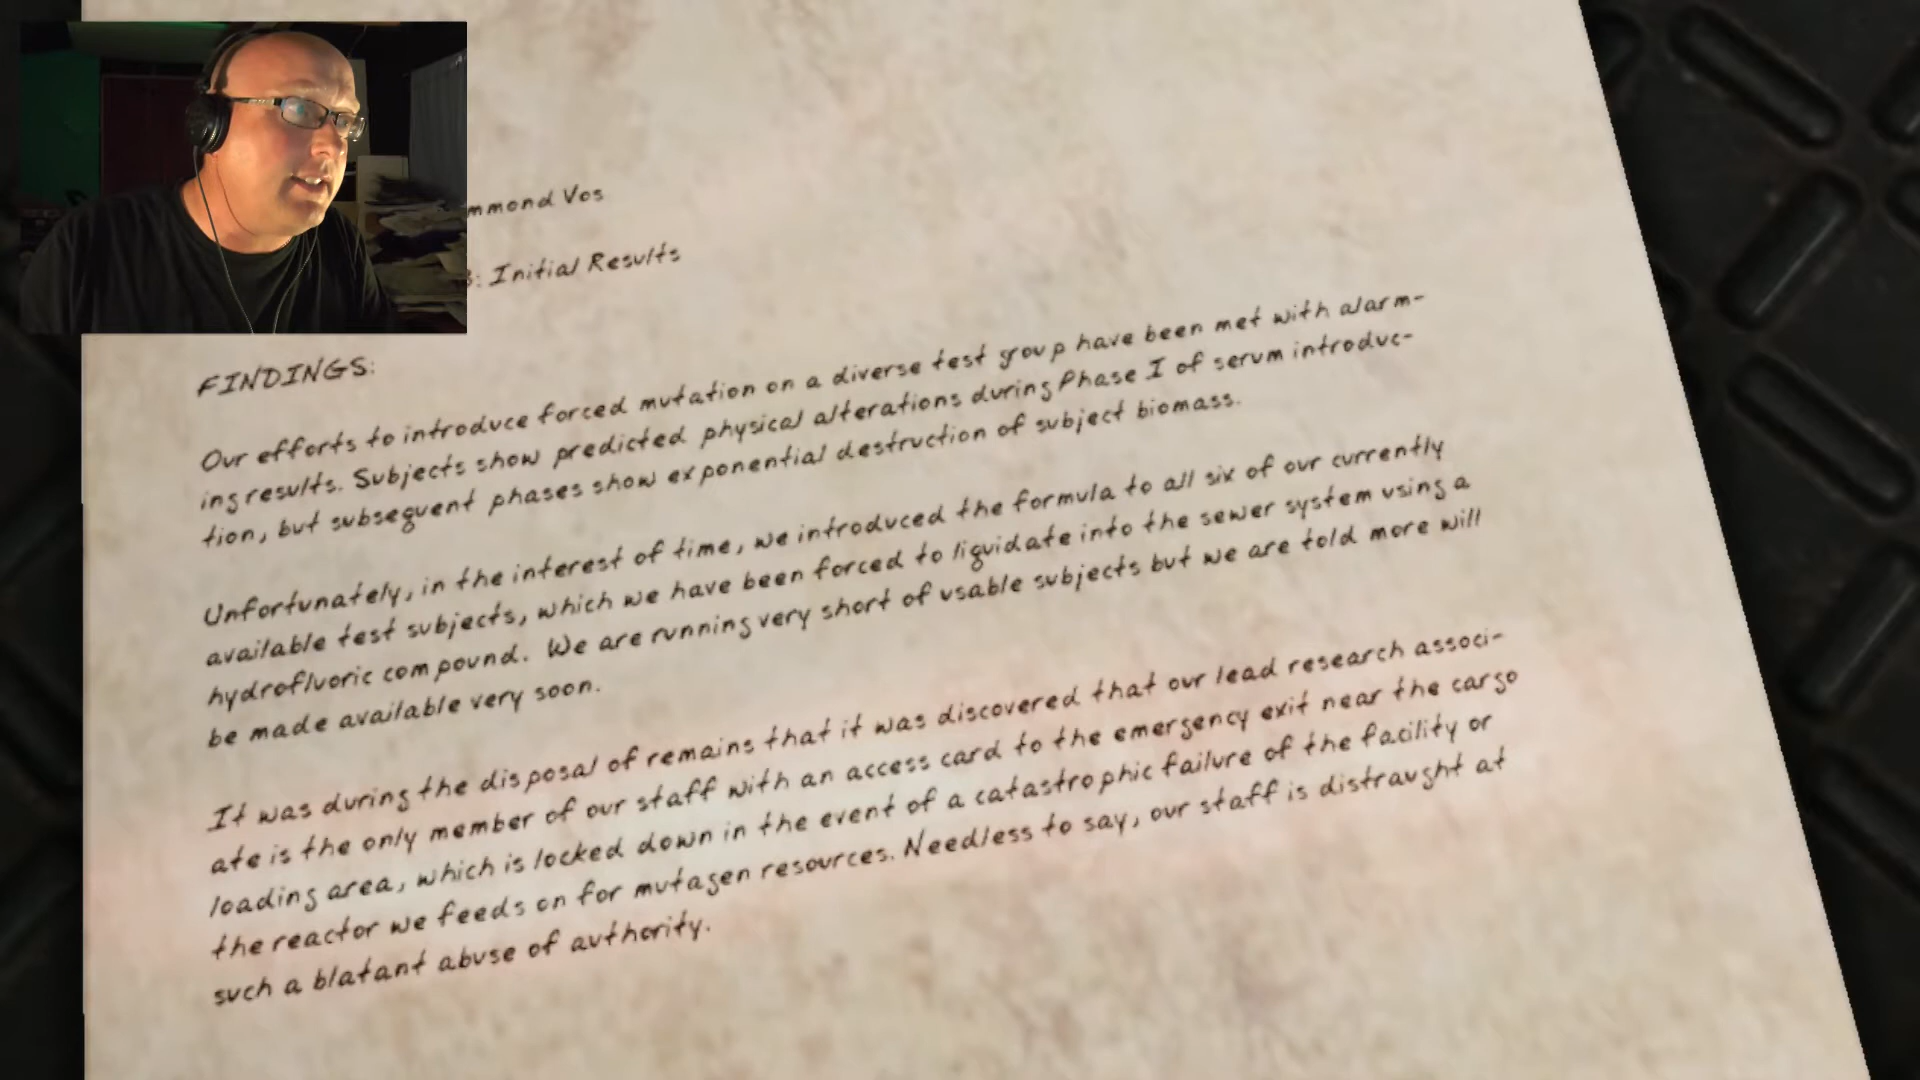 Vos
Initial Results
FINDINGS:
Our efforts to introduce forced mutation on a diverse test group have been met with alarm-
ing results. Subjects show predicted physical alterations during Phase I of serum introduc-
tion, but subsequent phases show exponential destruction of subject biomass.
Unfortunately, in the interest of time, we introduced the formula to all six of our currently
available test subjects, which we have been forced to liquidate into the sewer system using a
hydrofluoric compound. We are running very short of usable subjects but we are told more will
be made available very soon.
It was during the disposal of remains that it was discovered that our lead research associ-
ate is the only member of our staff with an access card to the emergency exit near the cargo
loading area, which is locked down in the event of a catastrophic failure of the facility or
the reactor we feeds on for mutagen resources. Needless to say, our staff is distraught at
such a blatant abuse of authority.